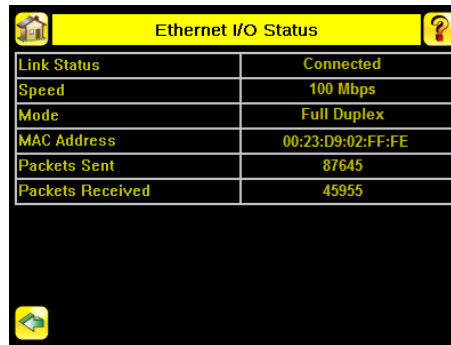 Ethernet I/O Status
?
Link Status Connected
Speed 100 Mbps
Mode Full Duplex
MAC Address 00:23:D9:02:FF:FE
Packets Sent 87645
Packets Received 45955